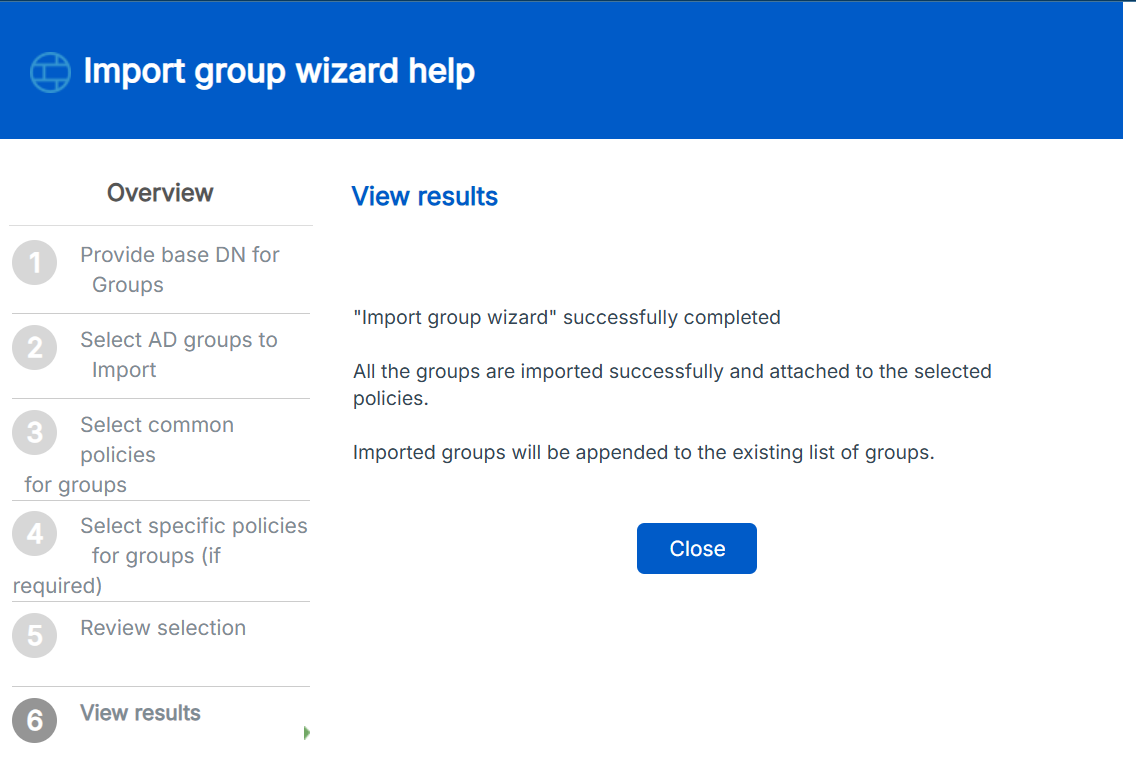 Import group wizard help
Overview
1
Provide base DN for
Groups
2
Select AD groups to
Import
3
Select common
policies
for groups
4
Select specific policies
for groups (if
required)
5
Review selection
6
View results
View results
"Import group wizard" successfully completed
All the groups are imported successfully and attached to the selected
policies.
Imported groups will be appended to the existing list of groups.
Close